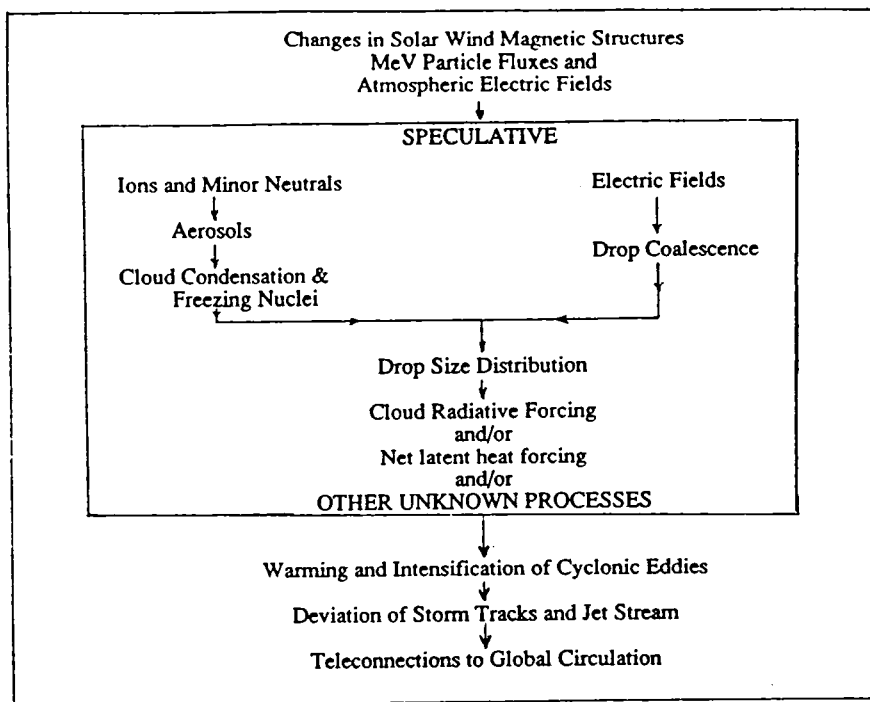 Changes in Solar Wind Magnetic Structures
MeV Particle Fluxes and
Atmospheric Electric Fields
SPECULATIVE
Ions and Minor Neutrals
Aerosols
Cloud Condensation &
Freezing Nuclei
Electric Fields
Drop Coalescence
Drop Size Distribution
Cloud Radiative Forcing
and/or
Net latent heat forcing
and/or
OTHER UNKNOWN PROCESSES
Warming and Intensification of Cyclonic Eddies
Deviation of Storm Tracks and Jet Stream
Teleconnections to Global Circulation